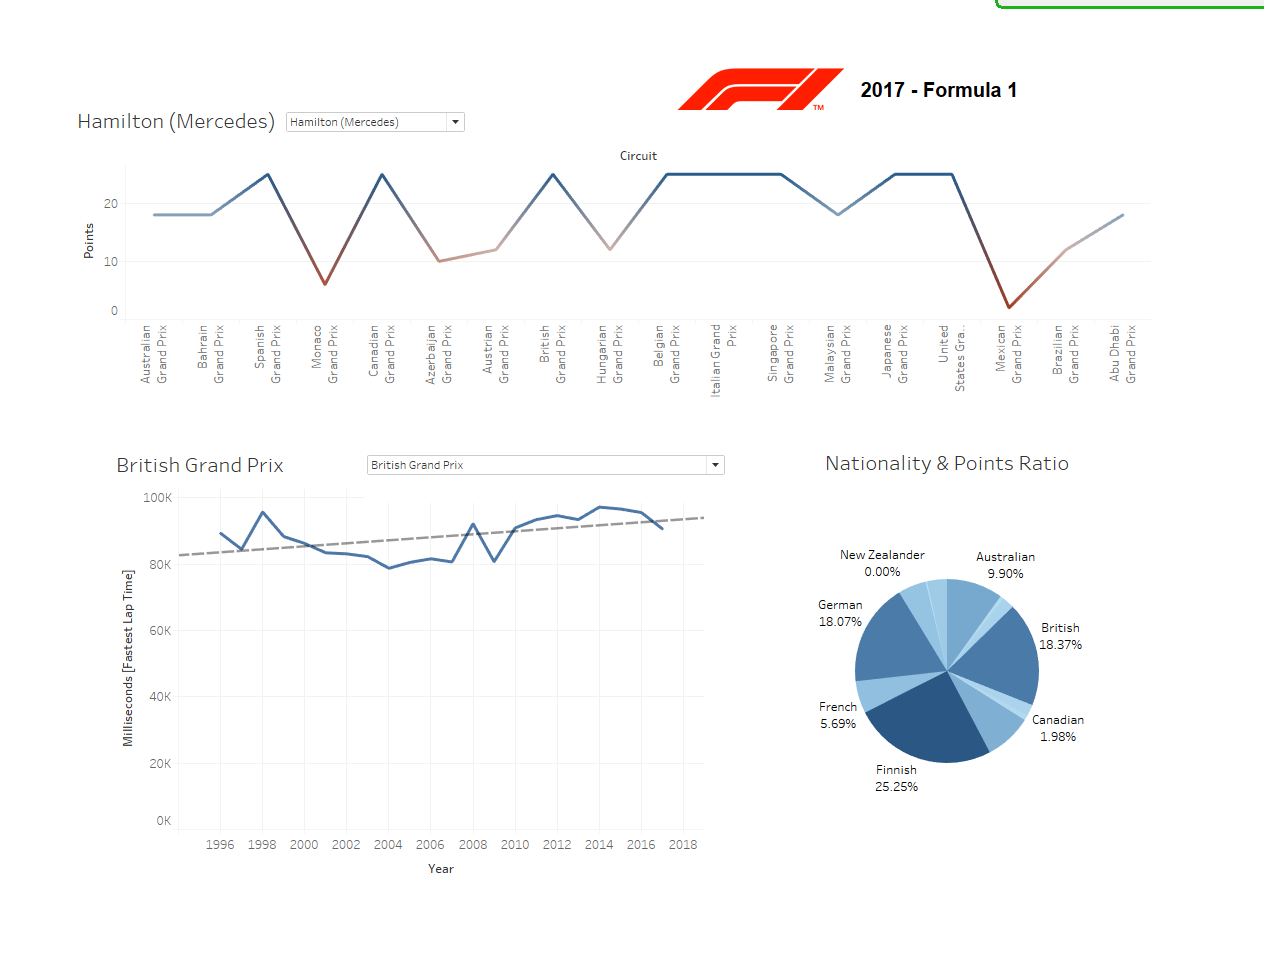 TM
2017 - Formula 1
Hamilton (Mercedes)
Hamilton (Mercedes)
Circuit
Points
20
10
0
Australian
Grand Prix
Bahrain
Grand Prix
Spanish
Grand Prix
Monaco
Grand Prix
Canadian
Grand Prix
Azerbaijan
Grand Prix
Austrian
Grand Prix
British
Grand Prix
Hungarian
Grand Prix
Belgian
Grand Prix
Italian Grand
Prix
Singapore
Grand Prix
Malaysian
Grand Prix
Japanese
Grand Prix
United
States Gra..
Mexican
Grand Prix
Brazilian
Grand Prix
Abu Dhabi
Grand Prix
British Grand Prix
British Grand Prix
Milliseconds [Fastest Lap Time]
100K
80K
60K
40K
20K
0K
1996 1998 2000 2002 2004 2006 2008 2010 2012 2014 2016 2018
Year
Nationality & Points Ratio
New Zealander
0.00%
Australian
9.90%
German
18.07%
British
18.37%
French
5.69%
Canadian
1.98%
Finnish
25.25%